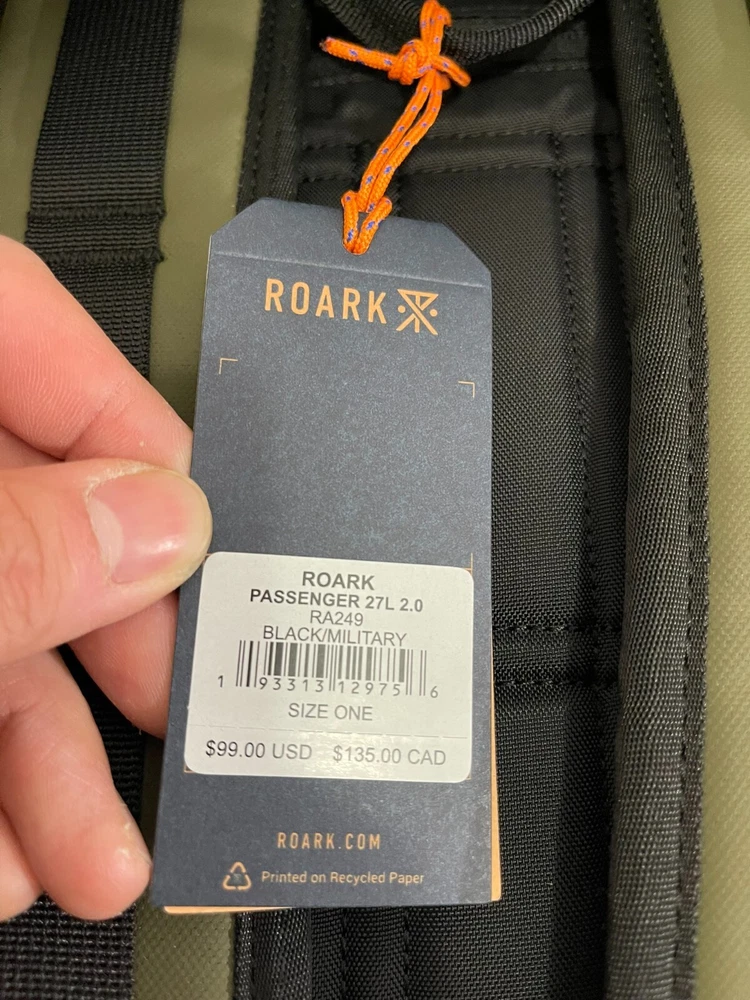 ROARK
ROARK
PASSENGER 27L 2.0
RA249
BLACK/MILITARY
1 93313 12975 6
SIZE ONE
$99.00 USD $135.00 CAD
ROARK.COM
Printed on Recycled Paper